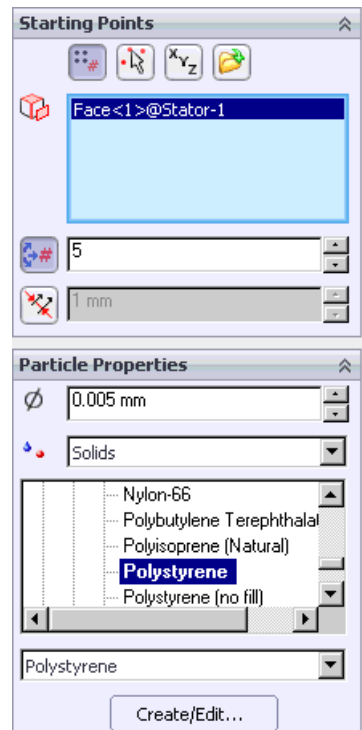 Starting Points
#
X Y Z
Face<1>@Stator-1
# 5
1 mm
Particle Properties
Ø 0.005 mm
Solids
Nylon-66
Polybutylene Terephthalat
Polyisoprene (Natural)
Polystyrene
Polystyrene (no fill)
Polystyrene
Create/Edit...